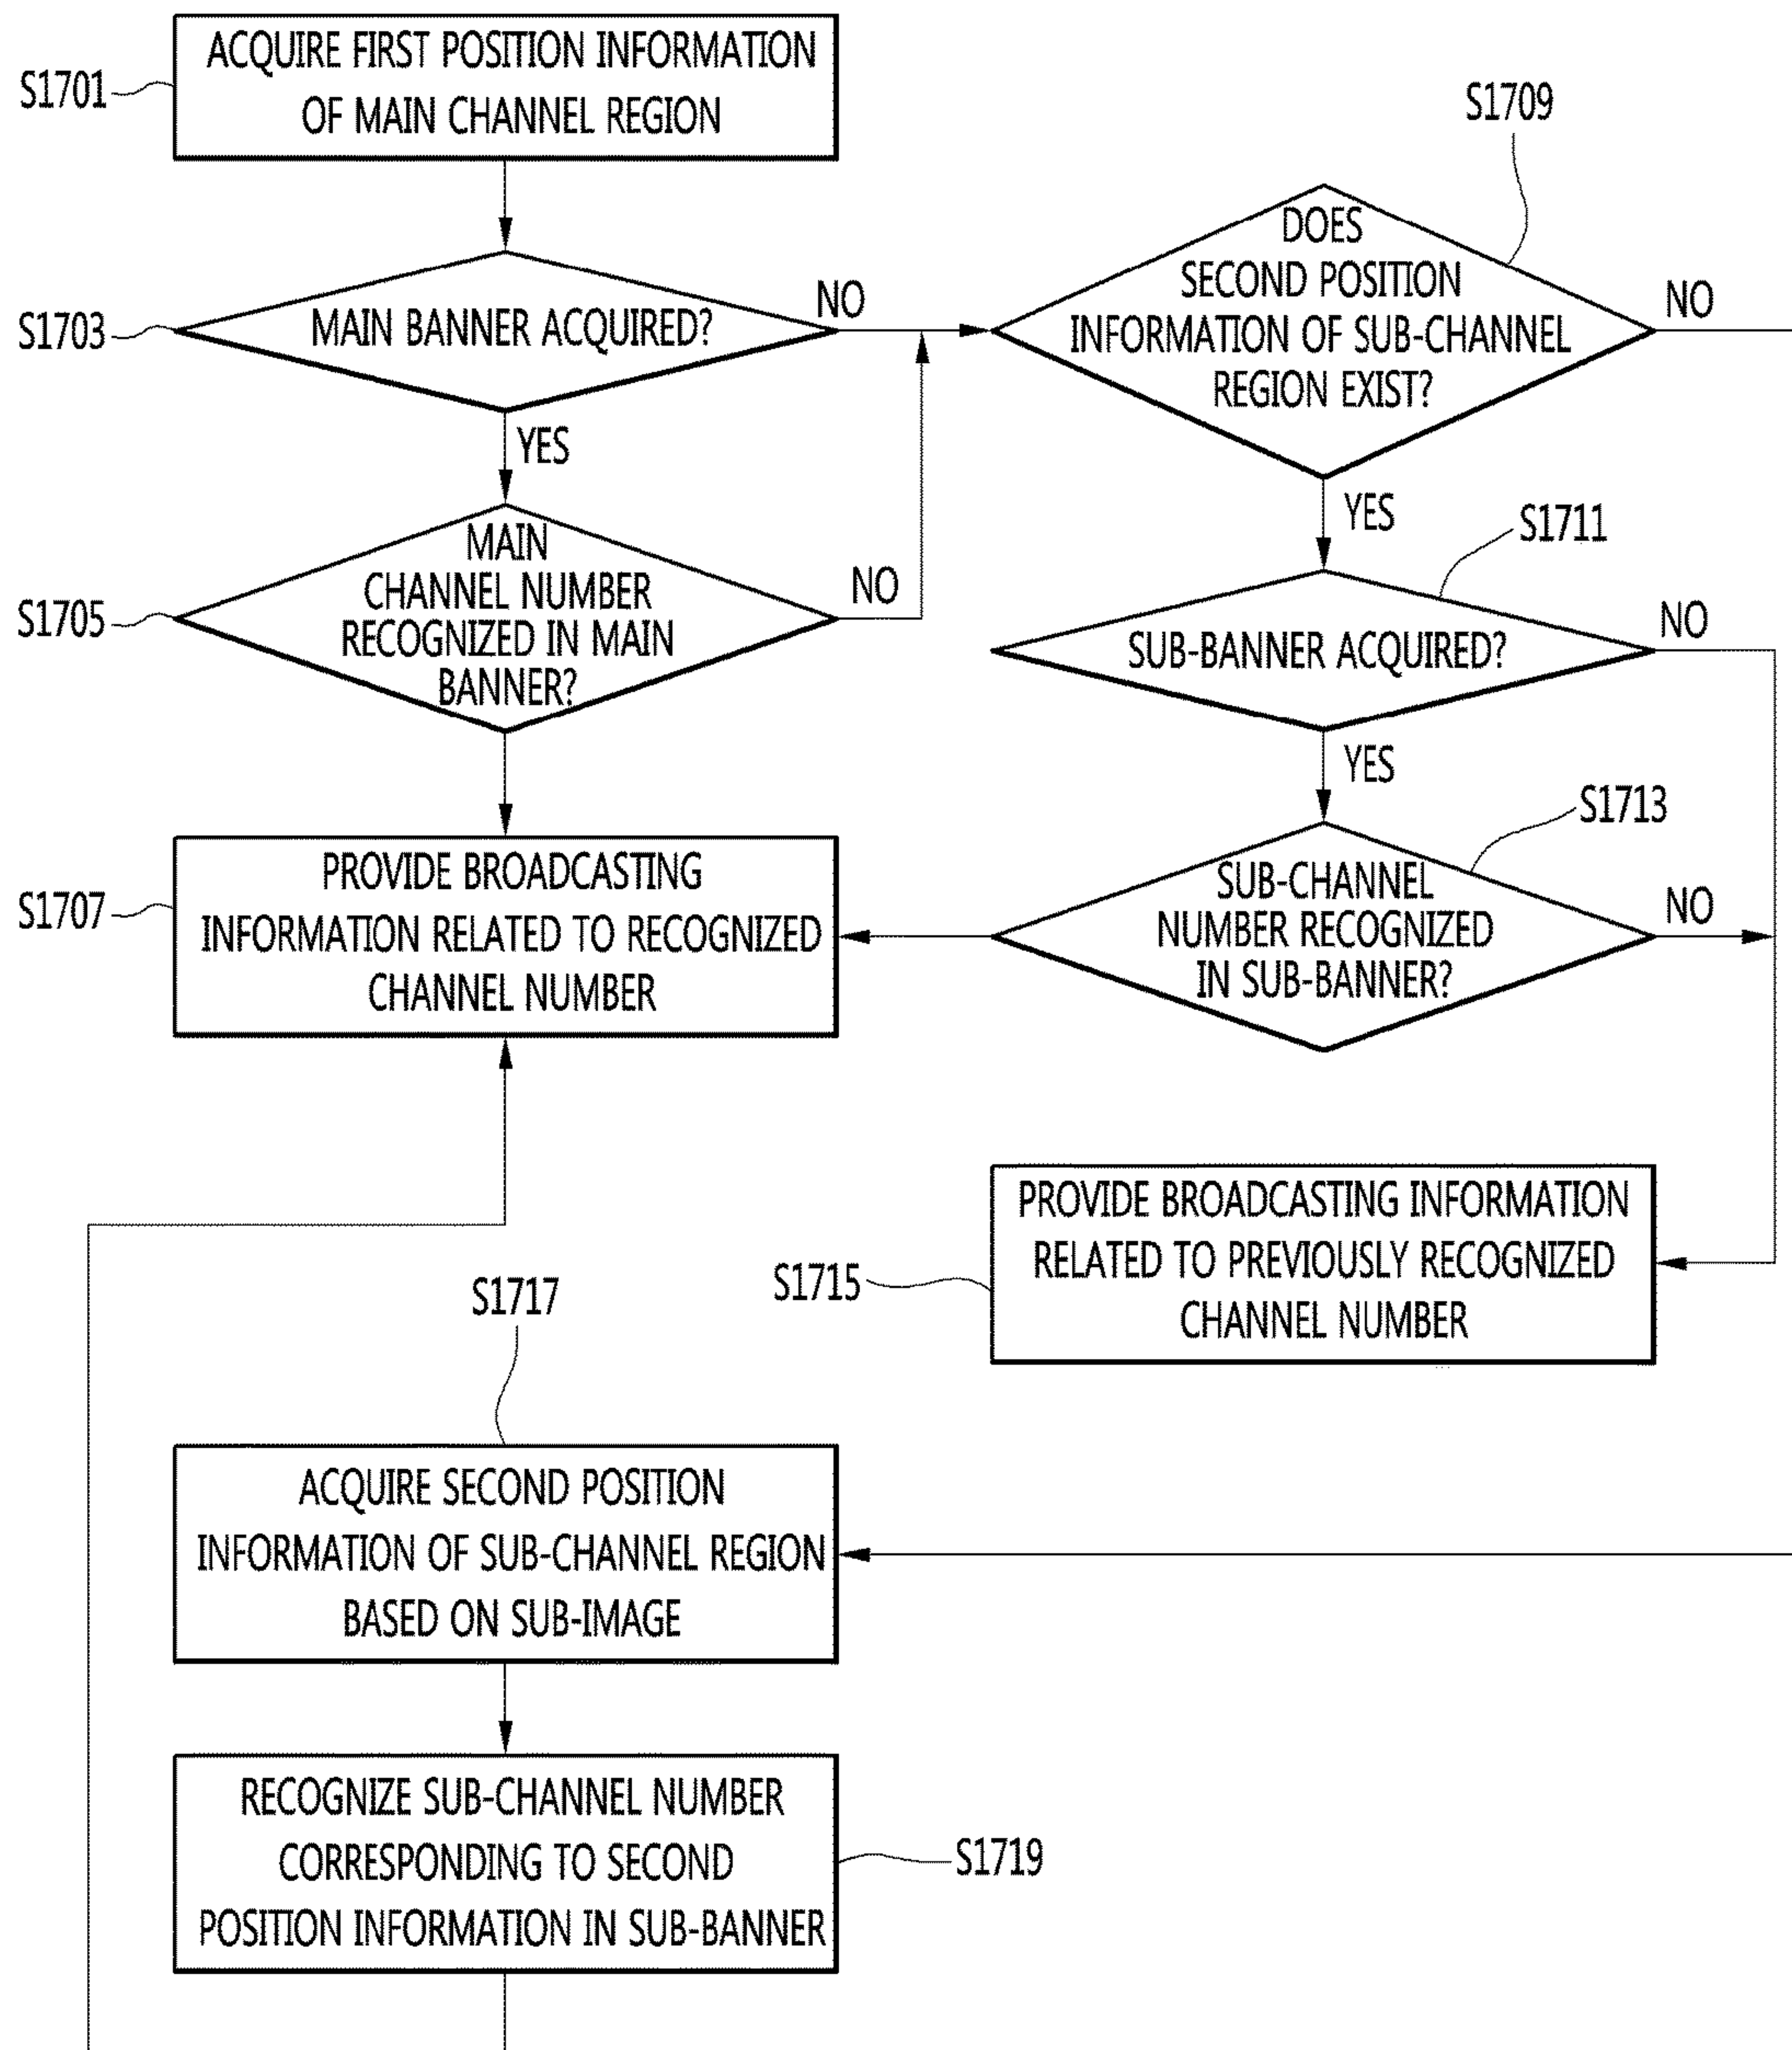 S1701
ACQUIRE FIRST POSITION INFORMATION
OF MAIN CHANNEL REGION
S1703
MAIN BANNER ACQUIRED?
NO
YES
S1705
MAIN
CHANNEL NUMBER
RECOGNIZED IN MAIN
BANNER?
NO
S1707
PROVIDE BROADCASTING
INFORMATION RELATED TO RECOGNIZED
CHANNEL NUMBER
S1709
DOES
SECOND POSITION
INFORMATION OF SUB-CHANNEL
REGION EXIST?
NO
YES
S1711
SUB-BANNER ACQUIRED?
NO
YES
S1713
SUB-CHANNEL
NUMBER RECOGNIZED
IN SUB-BANNER?
NO
S1715
PROVIDE BROADCASTING INFORMATION
RELATED TO PREVIOUSLY RECOGNIZED
CHANNEL NUMBER
S1717
ACQUIRE SECOND POSITION
INFORMATION OF SUB-CHANNEL REGION
BASED ON SUB-IMAGE
RECOGNIZE SUB-CHANNEL NUMBER
CORRESPONDING TO SECOND
POSITION INFORMATION IN SUB-BANNER
S1719